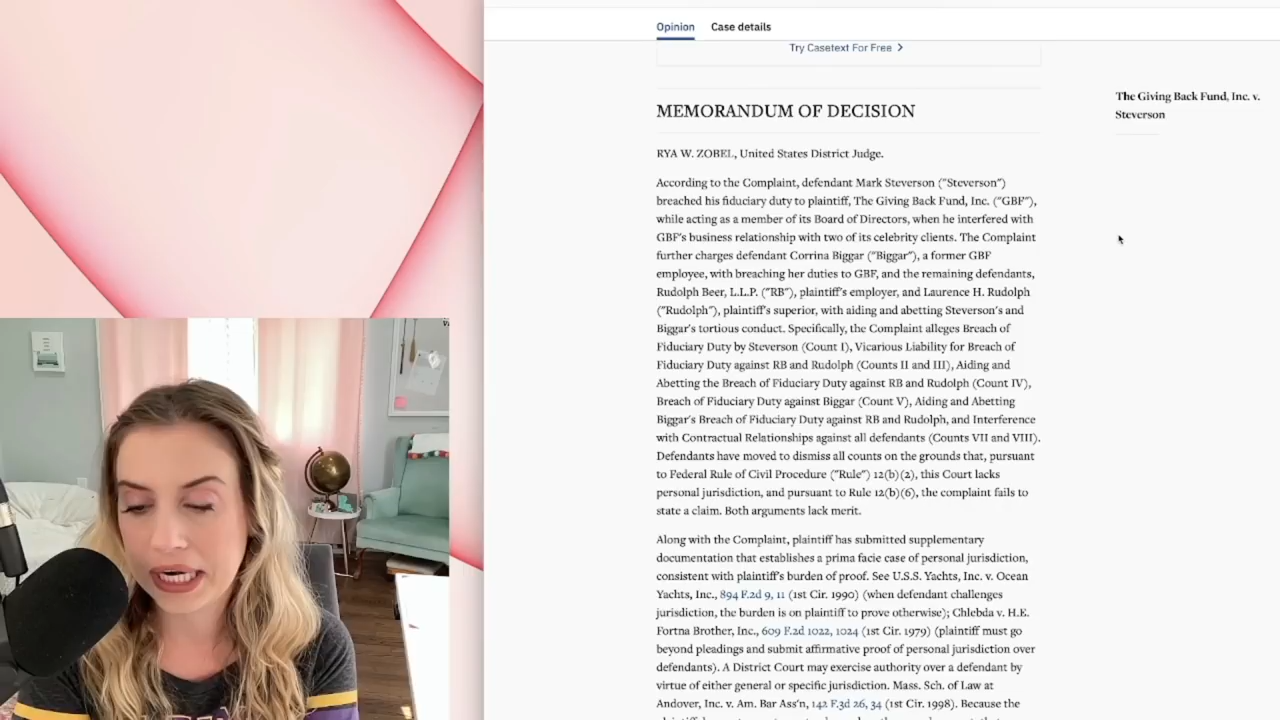 Opinion Case details
Try Casetext For Free >
MEMORANDUM OF DECISION
The Giving Back Fund, Inc. v.
Steverson
RYA W. ZOBEL, United States District Judge.
According to the Complaint, defendant Mark Steverson ("Steverson")
breached his fiduciary duty to plaintiff, The Giving Back Fund, Inc. ("GBF"),
while acting as a member of its Board of Directors, when he interfered with
GBF's business relationship with two of its celebrity clients. The Complaint
further charges defendant Corrina Biggar ("Biggar"), a former GBF
employee, with breaching her duties to GBF, and the remaining defendants,
Rudolph Beer, L.L.P. ("RB"), plaintiff's employer, and Laurence H. Rudolph
("Rudolph"), plaintiff's superior, with aiding and abetting Steverson's and
Biggar's tortious conduct. Specifically, the Complaint alleges Breach of
Fiduciary Duty by Steverson (Count I), Vicarious Liability for Breach of
Fiduciary Duty against RB and Rudolph (Counts II and III), Aiding and
Abetting the Breach of Fiduciary Duty against RB and Rudolph (Count IV),
Breach of Fiduciary Duty against Biggar (Count V), Aiding and Abetting
Biggar's Breach of Fiduciary Duty against RB and Rudolph, and Interference
with Contractual Relationships against all defendants (Counts VII and VIII).
Defendants have moved to dismiss all counts on the grounds that, pursuant
to Federal Rule of Civil Procedure ("Rule") 12(b)(2), this Court lacks
personal jurisdiction, and pursuant to Rule 12(b)(6), the complaint fails to
state a claim. Both arguments lack merit.
Along with the Complaint, plaintiff has submitted supplementary
documentation that establishes a prima facie case of personal jurisdiction,
consistent with plaintiff's burden of proof. See U.S.S. Yachts, Inc. v. Ocean
Yachts, Inc., 894 F.2d 9, 11 (1st Cir. 1990) (when defendant challenges
jurisdiction, the burden is on plaintiff to prove otherwise); Chlebda v. H.E.
Fortna Brother, Inc., 609 F.2d 1022, 1024 (1st Cir. 1979) (plaintiff must go
beyond pleadings and submit affirmative proof of personal jurisdiction over
defendants). A District Court may exercise authority over a defendant by
virtue of either general or specific jurisdiction. Mass. Sch. of Law at
Andover, Inc. v. Am. Bar Ass'n, 142 F.3d 26, 34 (1st Cir. 1998). Because the